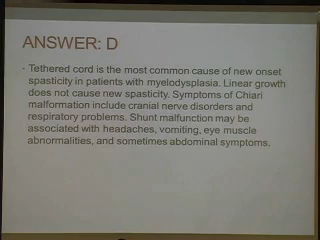 ANSWER: D
• Tethered cord is the most common cause of new onset
spasticity in patients with myelodysplasia. Linear growth
does not cause new spasticity. Symptoms of Chiari
malformation include cranial nerve disorders and
respiratory problems. Shunt malfunction may be
associated with headaches, vomiting, eye muscle
abnormalities, and sometimes abdominal symptoms.